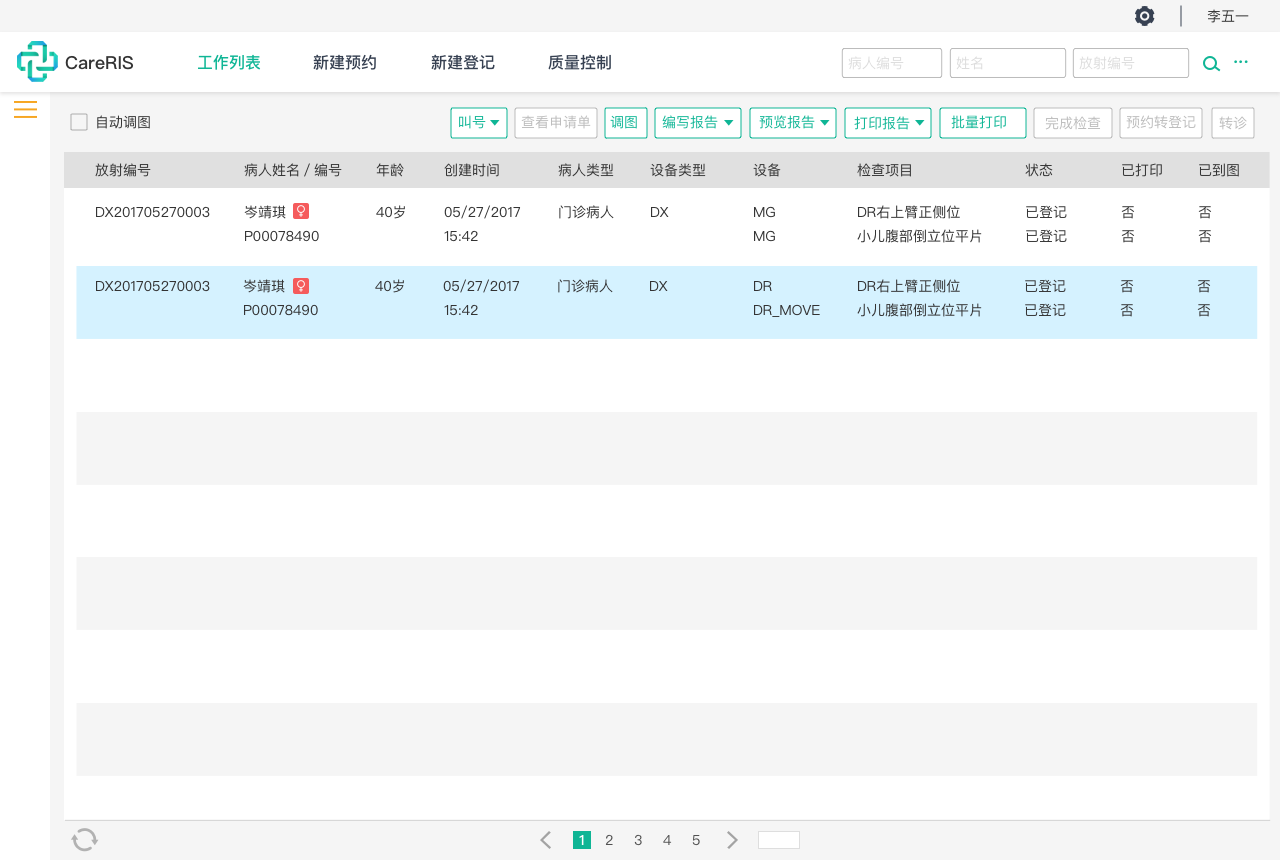 李五一
CareRIS 工作列表 新建预约 新建登记 质量控制 病人编号 姓名 放射编号
自动调图 叫号 查看申请单 调图 编写报告 预览报告 打印报告 批量打印 完成检查 预约转登记 转诊
放射编号 病人姓名 / 编号 年龄 创建时间 病人类型 设备类型 设备 检查项目 状态 已打印 已到图
DX201705270003 岑靖琪 40岁 05/27/2017 门诊病人 DX MG DR右上臂正侧位 已登记 否 否
P00078490 15:42 MG 小儿腹部倒立位平片 已登记 否 否
DX201705270003 岑靖琪 40岁 05/27/2017 门诊病人 DX DR DR右上臂正侧位 已登记 否 否
P00078490 15:42 DR_MOVE 小儿腹部倒立位平片 已登记 否 否
1 2 3 4 5